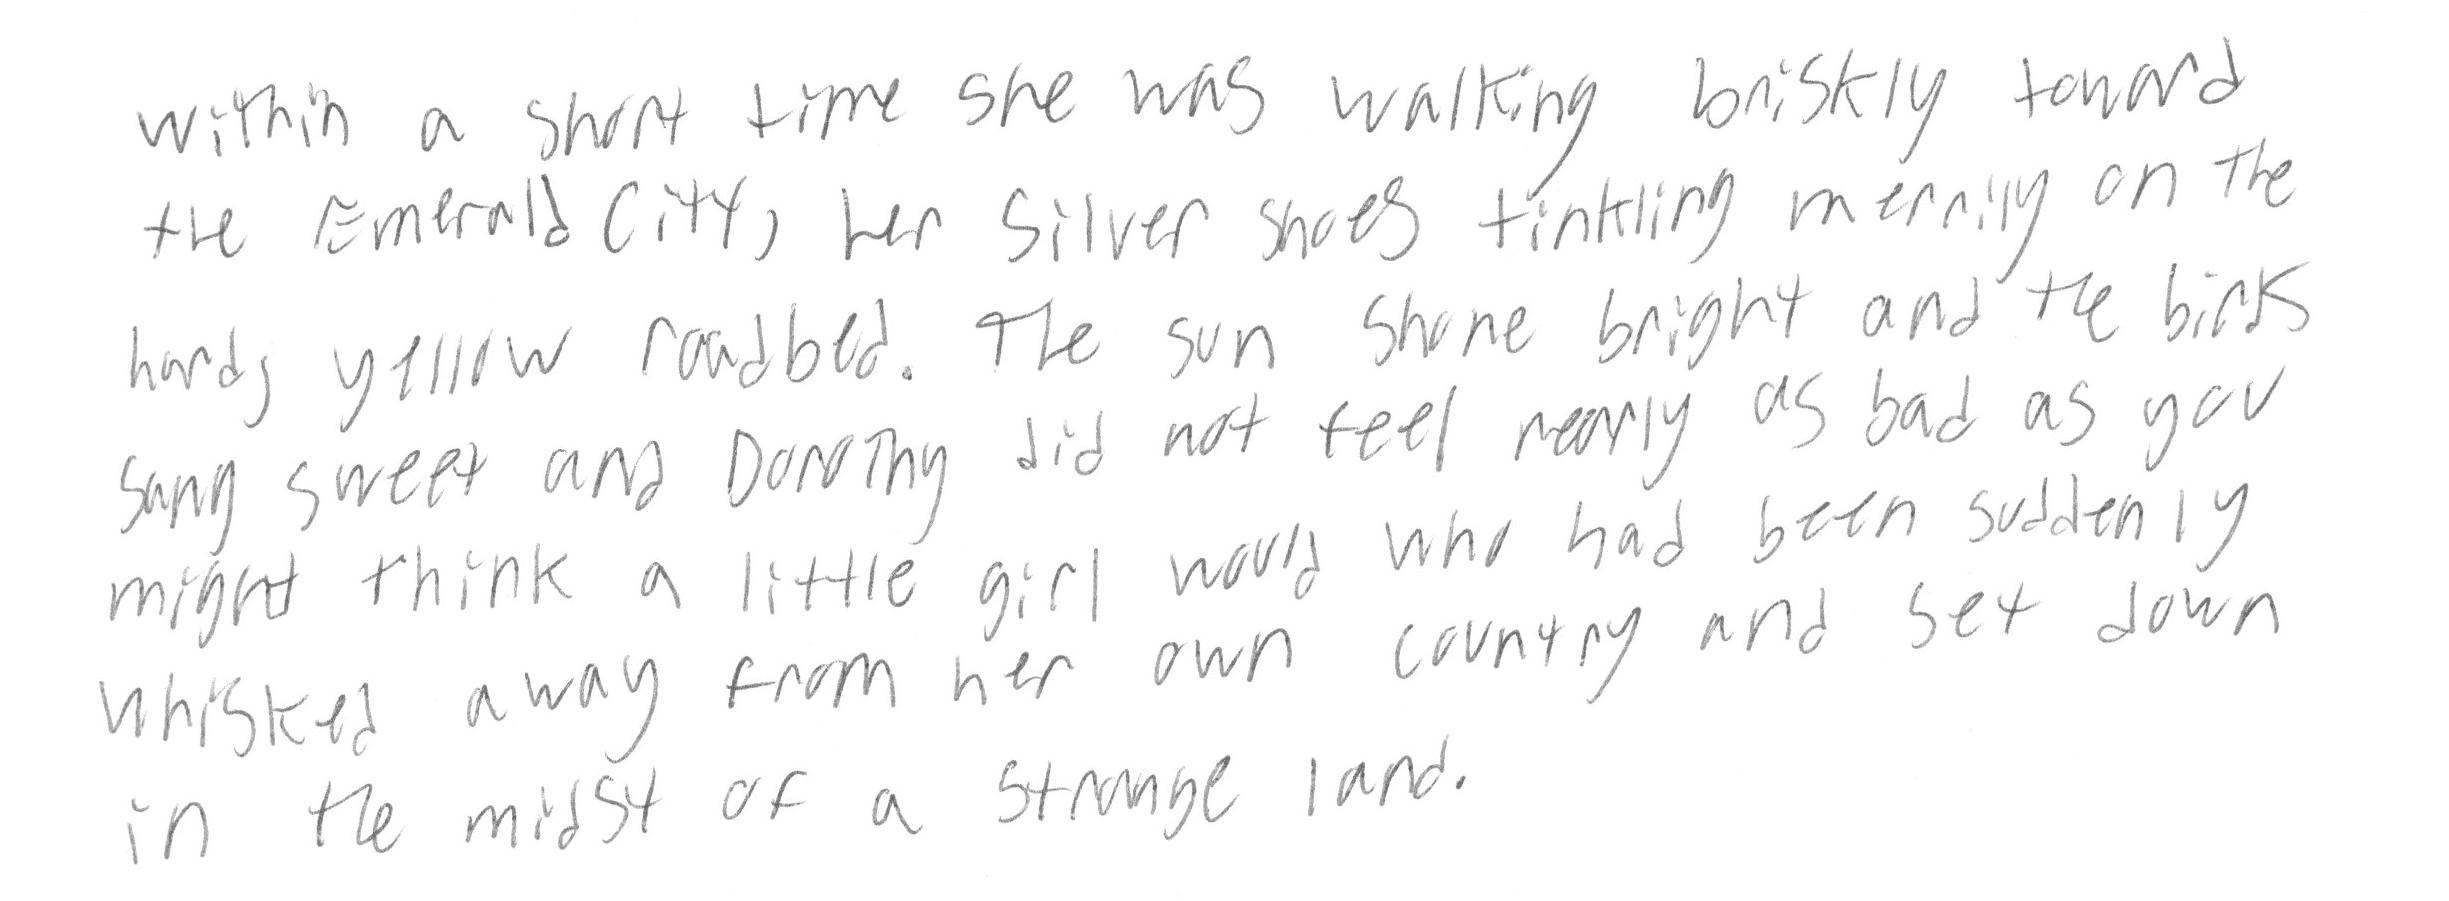 within a short time she was walking briskly toward
the Emerald City, her Silver Shoes tinkling merrily on the
hard, yellow roadbed. The sun shone bright and the birds
sang sweet and Dorothy did not feel nearly as bad as you
might think a little girl would who had been suddenly
whisked away from her own country and set down
in the midst of a strange land.